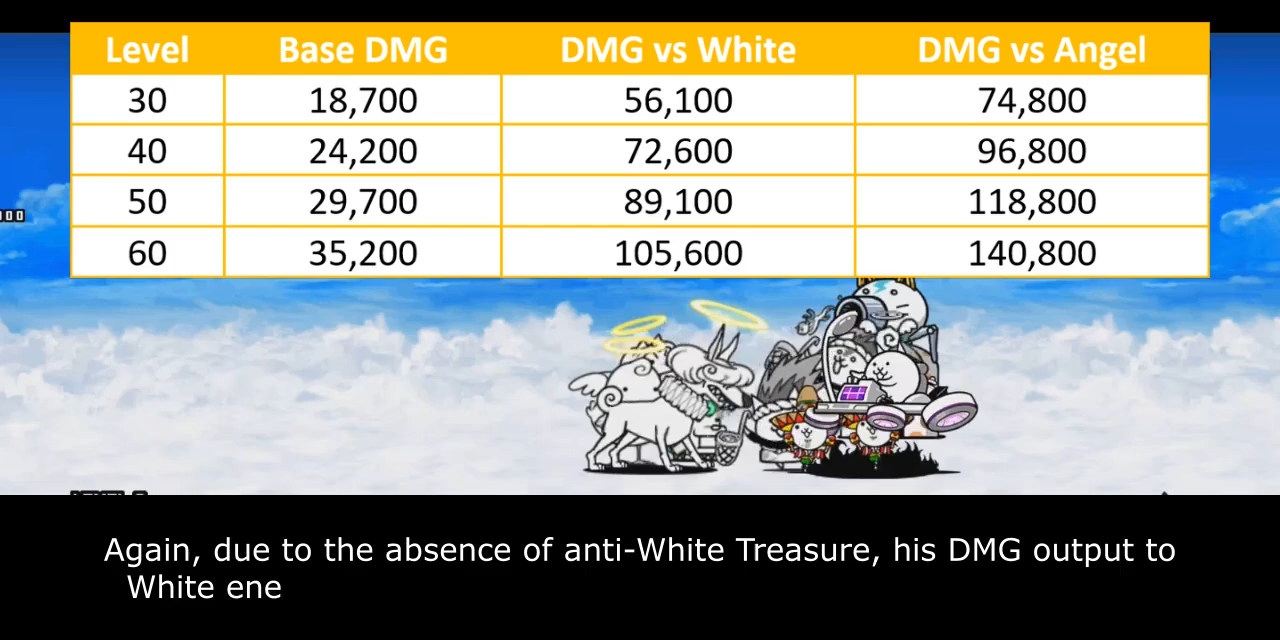 Level Base DMG DMG vs White DMG vs Angel
30 18,700 56,100 74,800
40 24,200 72,600 96,800
50 29,700 89,100 118,800
60 35,200 105,600 140,800
Again, due to the absence of anti-White Treasure, his DMG output to
White ene